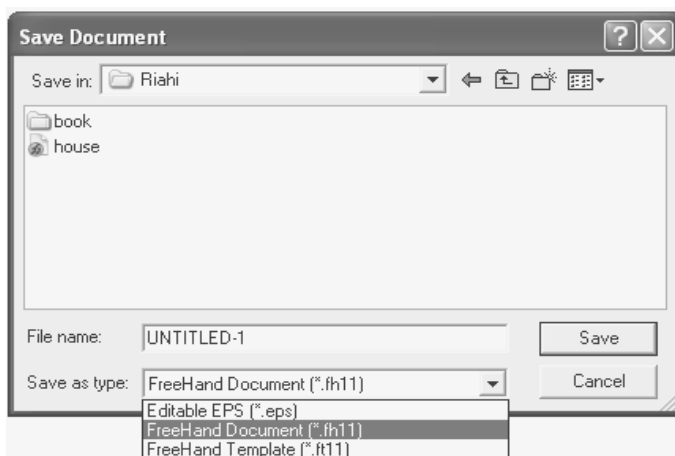 Save Document
Save in: Riahi
book
house
File name: UNTITLED-1 Save
Save as type: FreeHand Document (*.fh11) Cancel
Editable EPS (*.eps)
FreeHand Document (*.fh11)
FreeHand Template (*.ft11)